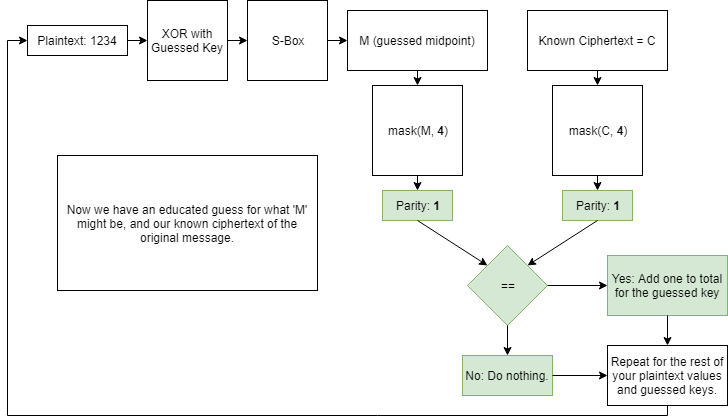 Plaintext: 1234
XOR with
Guessed Key
S-Box
M (guessed midpoint)
Known Ciphertext = C
mask(M, 4)
mask(C, 4)
Parity: 1
Parity: 1
Now we have an educated guess for what 'M'
might be, and our known ciphertext of the
original message.
==
Yes: Add one to total
for the guessed key
No: Do nothing.
Repeat for the rest of
your plaintext values
and guessed keys.